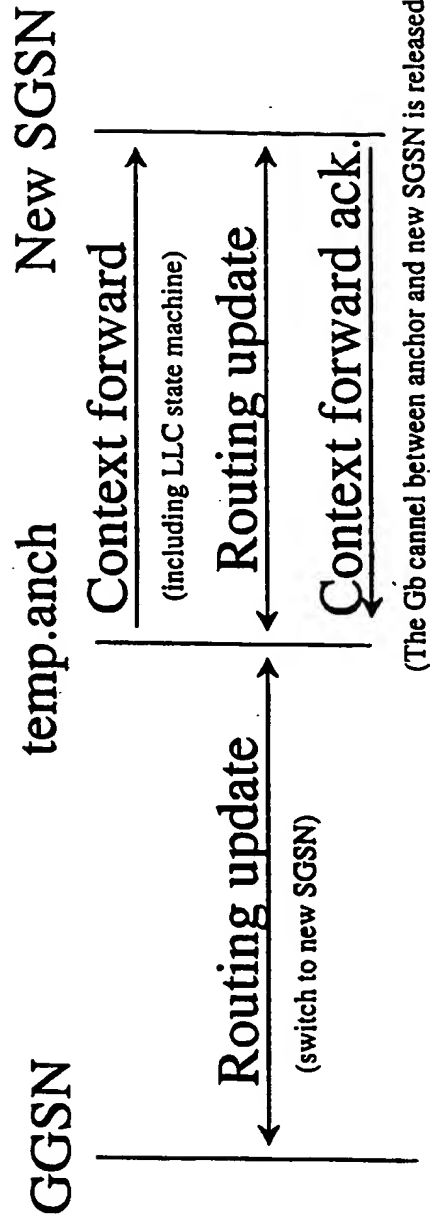 GGSN
temp.anch
New SGSN
Context forward
(including LLC state machine)
Routing update
Routing update
(switch to new SGSN)
Context forward ack.
(The Gb cannel between anchor and new SGSN is released